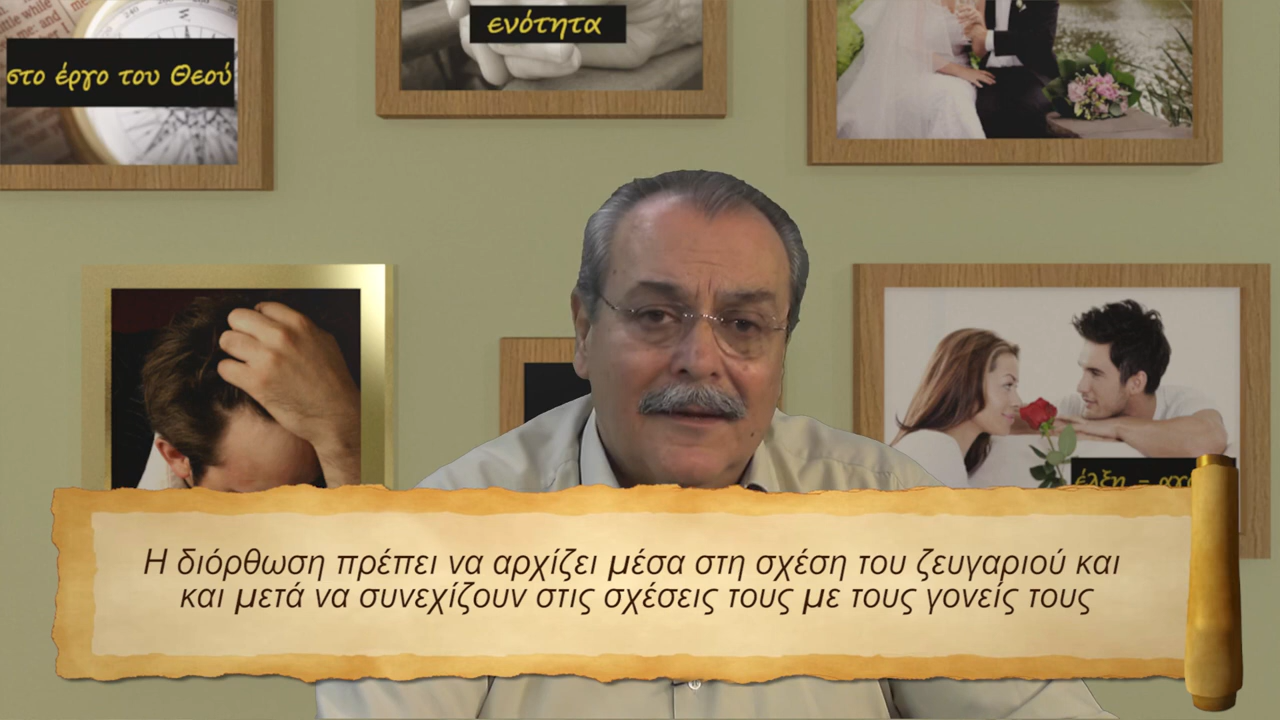 στο έργο του Θεού
ενότητα
έλξη -
Η διόρθωση πρέπει να αρχίζει μέσα στη σχέση του ζευγαριού και
και μετά να συνεχίζουν στις σχέσεις τους με τους γονείς τους